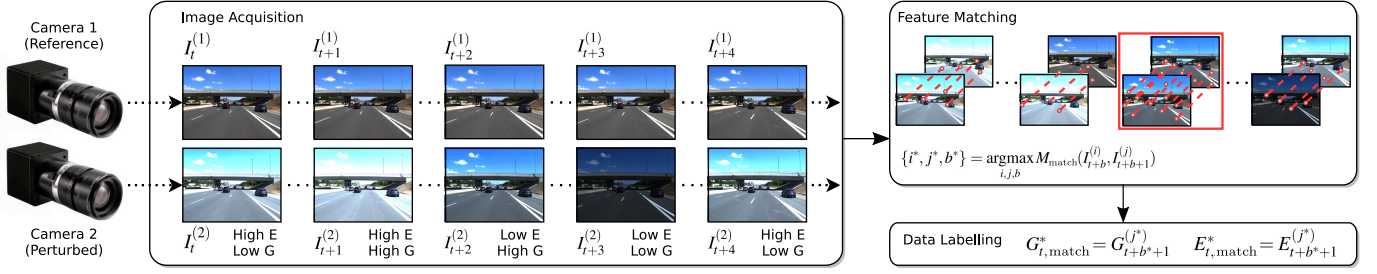 Camera 1
(Reference)
Camera 2
(Perturbed)
Image Acquisition
I_t^{(1)} I_{t+1}^{(1)} I_{t+2}^{(1)} I_{t+3}^{(1)} I_{t+4}^{(1)}
I_t^{(2)} High E Low G
I_{t+1}^{(2)} High E High G
I_{t+2}^{(2)} Low E High G
I_{t+3}^{(2)} Low E Low G
I_{t+4}^{(2)} High E Low G
Feature Matching
{i*, j*, b*} = argmax_{i,j,b} M_{match}(I_{t+b}^{(i)}, I_{t+b+1}^{(j)})
Data Labelling G*_{t,match} = G_{t+b*+1}^{(j*)} E*_{t,match} = E_{t+b*+1}^{(j*)}